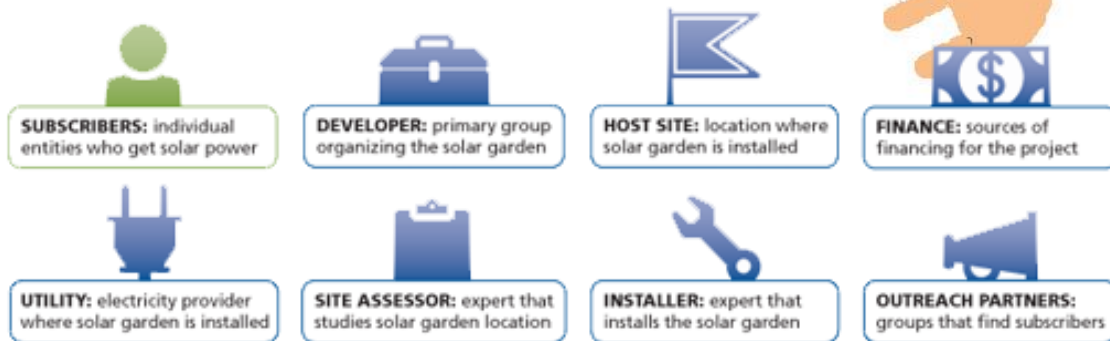 SUBSCRIBERS: individual
entities who get solar power
DEVELOPER: primary group
organizing the solar garden
HOST SITE: location where
solar garden is installed
$
FINANCE: sources of
financing for the project
UTILITY: electricity provider
where solar garden is installed
SITE ASSESSOR: expert that
studies solar garden location
INSTALLER: expert that
installs the solar garden
OUTREACH PARTNERS:
groups that find subscribers